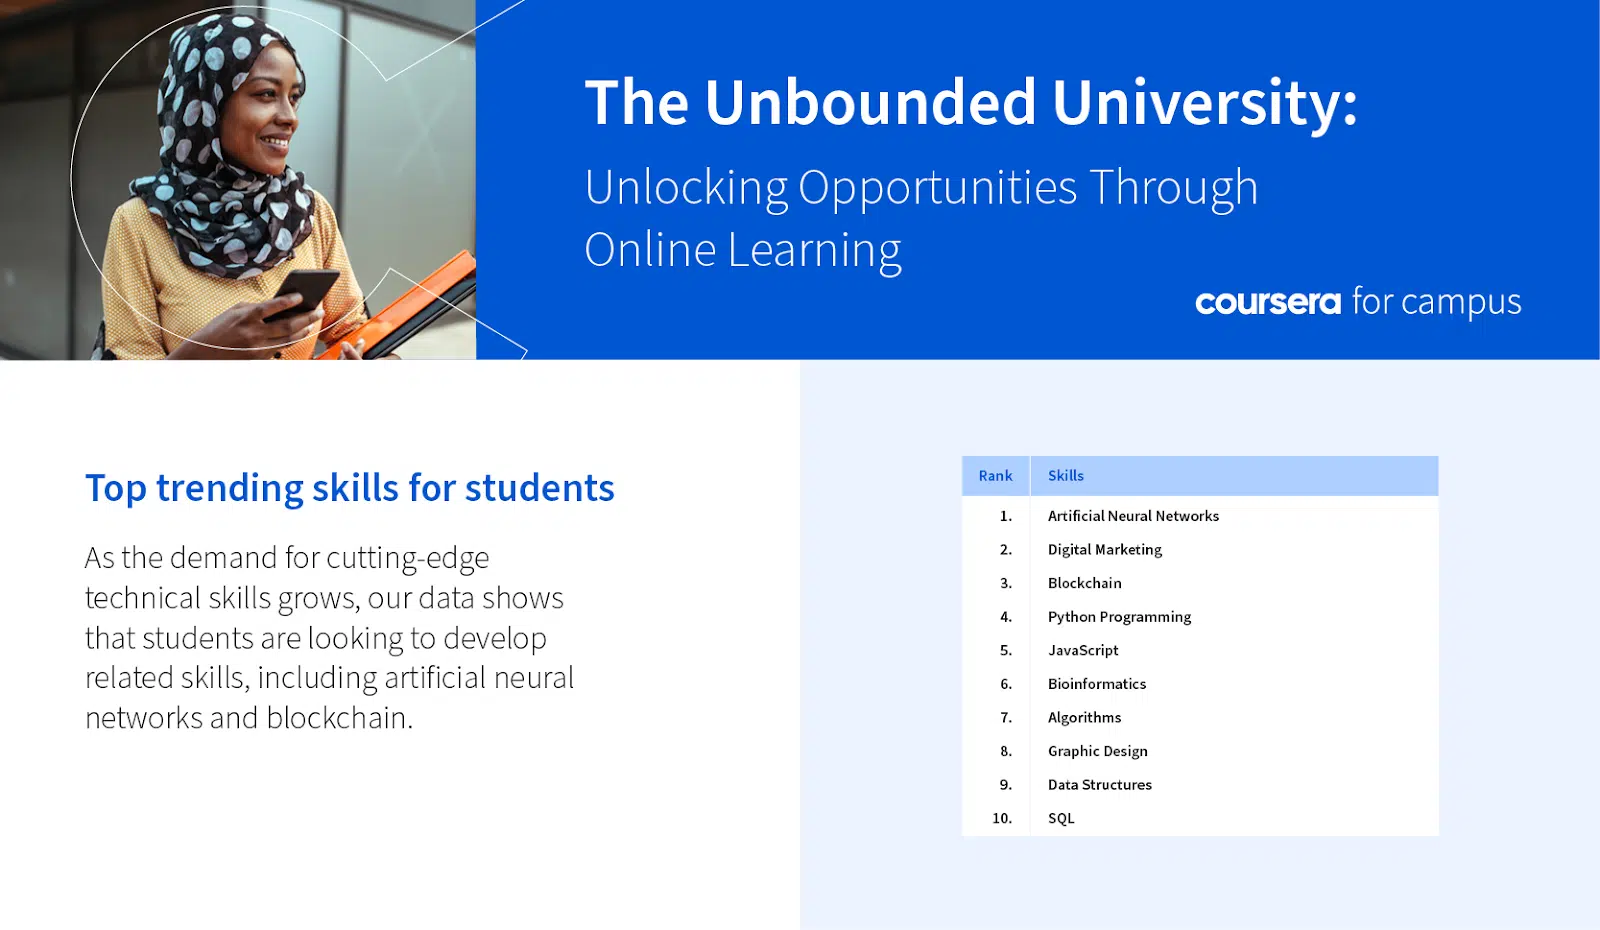 The Unbounded University:
Unlocking Opportunities Through
Online Learning
coursera for campus
Top trending skills for students
As the demand for cutting-edge
technical skills grows, our data shows
that students are looking to develop
related skills, including artificial neural
networks and blockchain.
Rank Skills
1. Artificial Neural Networks
2. Digital Marketing
3. Blockchain
4. Python Programming
5. JavaScript
6. Bioinformatics
7. Algorithms
8. Graphic Design
9. Data Structures
10. SQL